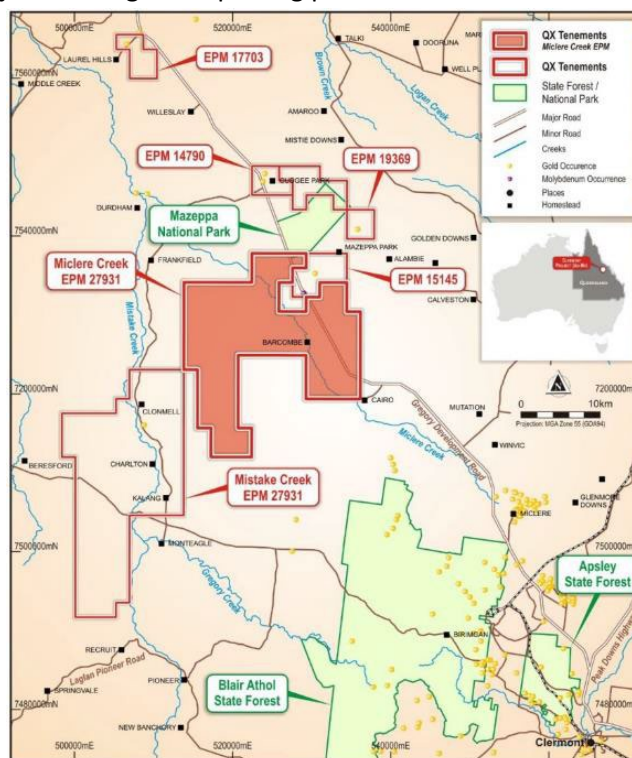 500000mE
520000mE
540000mE
TALKI
DOORUNA
MAR
LAUREL HILLS
EPM 17703
WELL PL
7560000mN
MIDDLE CREEK
Brown Creek
Logan Creek
WILLESLAY
AMAROO
MISTIE DOWNS
EPM 14790
EPM 19369
CUDGEE PARK
DURDHAM
Mazeppa
National Park
7540000mN
GOLDEN DOWNS
MAZEPPA PARK
Miclere Creek
EPM 27931
FRANKFIELD
ALAMBIE
EPM 15145
CALVESTON
Mistake Creek
BARCOMBE
7200000mN
7200000mN
CLONMELL
CAIRO
MUTATION
Gregory Development Road
WINVIC
Miclere Creek
BERESFORD
CHARLTON
Mistake Creek
EPM 27931
KALANG
GLENMORE
DOWNS
MICLERE
7500000mN
7500000mN
MONTEAGLE
Apsley
State Forest
Gregory Creek
BIRIMGAN
Peak Downs Highway
RECRUIT
Laglan Pioneer Road
PIONEER
SPRINGVALE
Blair Athol
State Forest
7480000mN
7480000mN
NEW BANCHORY
Clermont
500000mE
520000mE
540000mE
QX Tenements
Miclere Creek EPM
QX Tenements
State Forest /
National Park
Major Road
Minor Road
Creeks
Gold Occurence
Molybdenum Occurrence
Places
Homestead
Queensland
0
10km
Projection: MGA Zone 55 (GDA94)